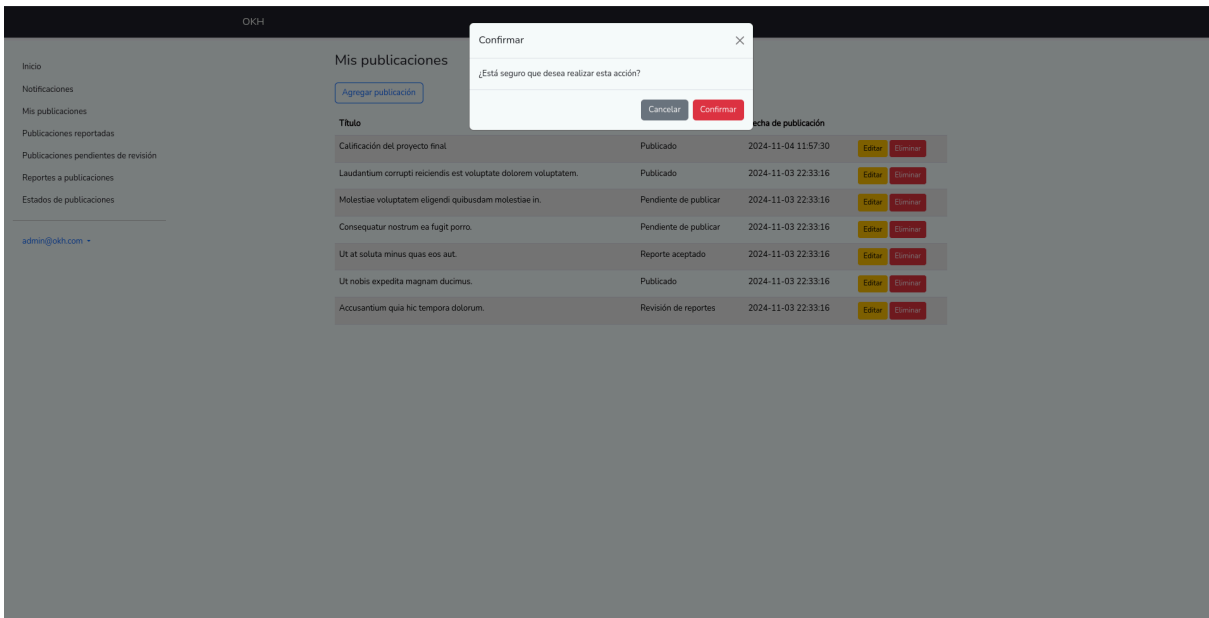 OKH
Confirmar
¿Está seguro que desea realizar esta acción?
Cancelar Confirmar
Inicio
Notificaciones
Mis publicaciones
Publicaciones reportadas
Publicaciones pendientes de revisión
Reportes a publicaciones
Estados de publicaciones
admin@okh.com
Mis publicaciones
Agregar publicación
Título de publicación
Calificación del proyecto final Publicado 2024-11-04 11:57:30 Editar Eliminar
Laudantium corrupti reiciendis est voluptate dolorem voluptatem. Publicado 2024-11-03 22:33:16 Editar Eliminar
Molestiae voluptatem eligendi quibusdam molestiae in. Pendiente de publicar 2024-11-03 22:33:16 Editar Eliminar
Consequatur nostrum ea fugit porro. Pendiente de publicar 2024-11-03 22:33:16 Editar Eliminar
Ut at soluta minus quas eos aut. Reporte aceptado 2024-11-03 22:33:16 Editar Eliminar
Ut nobis expedita magnam ducimus. Publicado 2024-11-03 22:33:16 Editar Eliminar
Accusantium quia hic tempora dolorum. Revisión de reportes 2024-11-03 22:33:16 Editar Eliminar